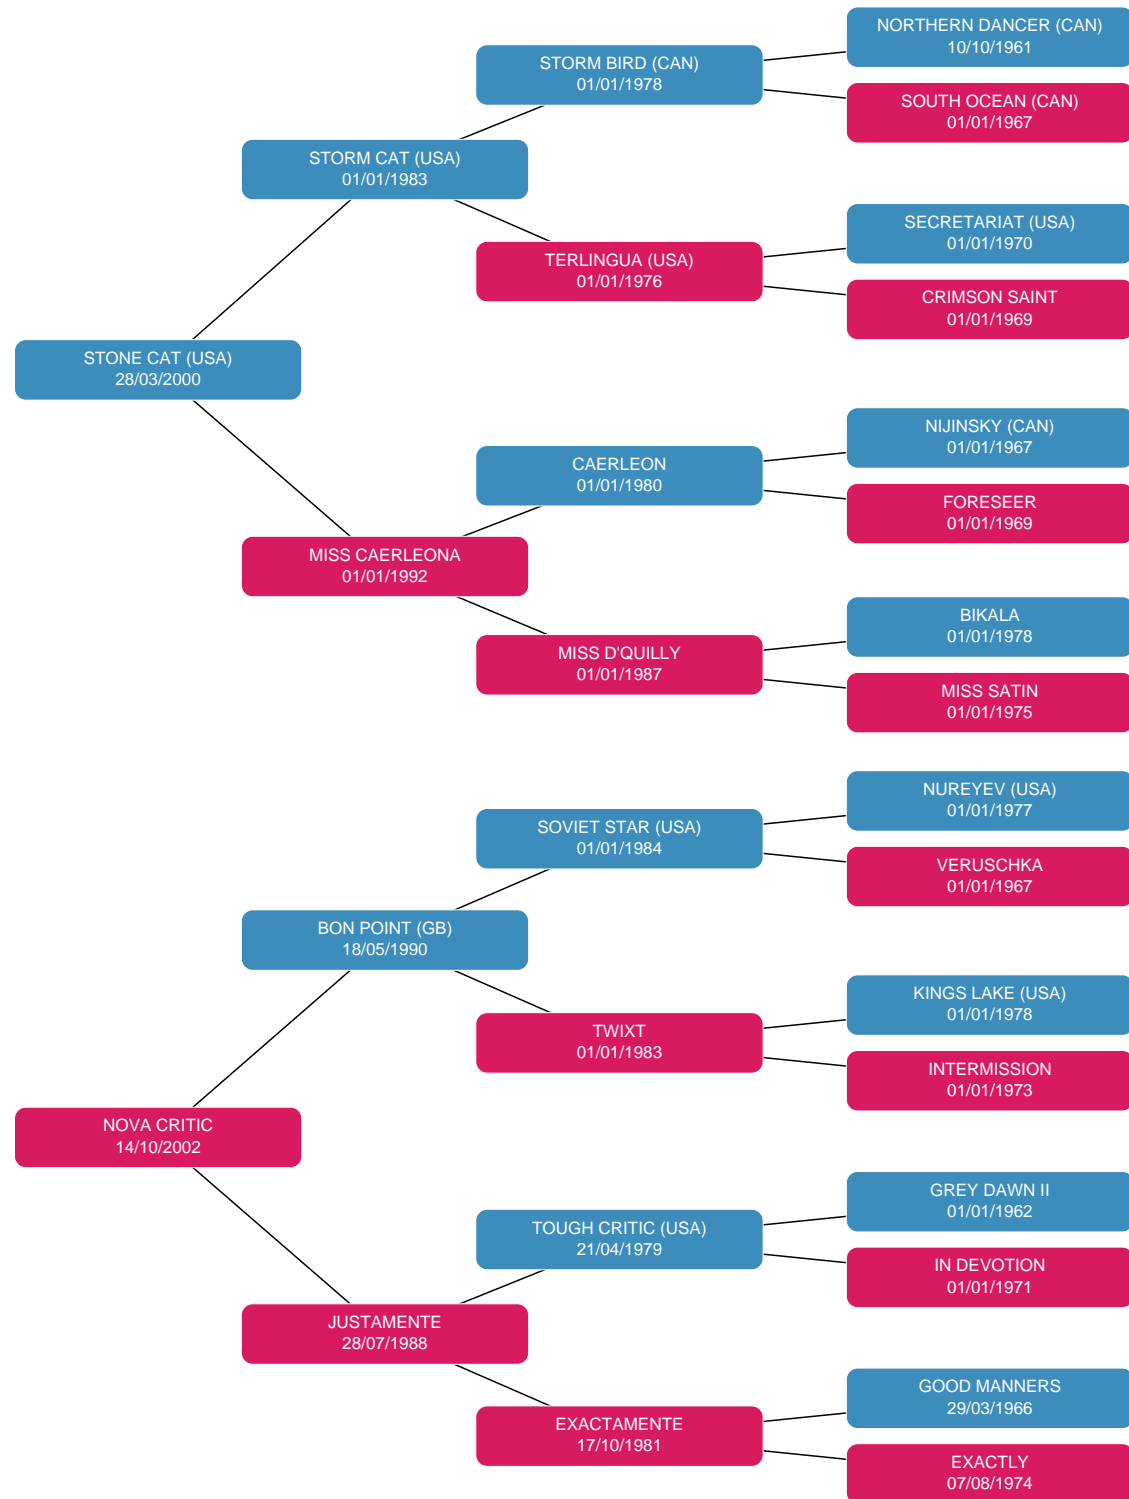 NORTHERN DANCER (CAN)
10/10/1961
STORM BIRD (CAN)
01/01/1978
SOUTH OCEAN (CAN)
01/01/1967
STORM CAT (USA)
01/01/1983
SECRETARIAT (USA)
01/01/1970
TERLINGUA (USA)
01/01/1976
CRIMSON SAINT
01/01/1969
STONE CAT (USA)
28/03/2000
NIJINSKY (CAN)
01/01/1967
CAERLEON
01/01/1980
FORESEER
01/01/1969
MISS CAERLEONA
01/01/1992
BIKALA
01/01/1978
MISS D'QUILLY
01/01/1987
MISS SATIN
01/01/1975
NUREYEV (USA)
01/01/1977
SOVIET STAR (USA)
01/01/1984
VERUSCHKA
01/01/1967
BON POINT (GB)
18/05/1990
KINGS LAKE (USA)
01/01/1978
TWIXT
01/01/1983
INTERMISSION
01/01/1973
NOVA CRITIC
14/10/2002
GREY DAWN II
01/01/1962
TOUGH CRITIC (USA)
21/04/1979
IN DEVOTION
01/01/1971
JUSTAMENTE
28/07/1988
GOOD MANNERS
29/03/1966
EXACTAMENTE
17/10/1981
EXACTLY
07/08/1974